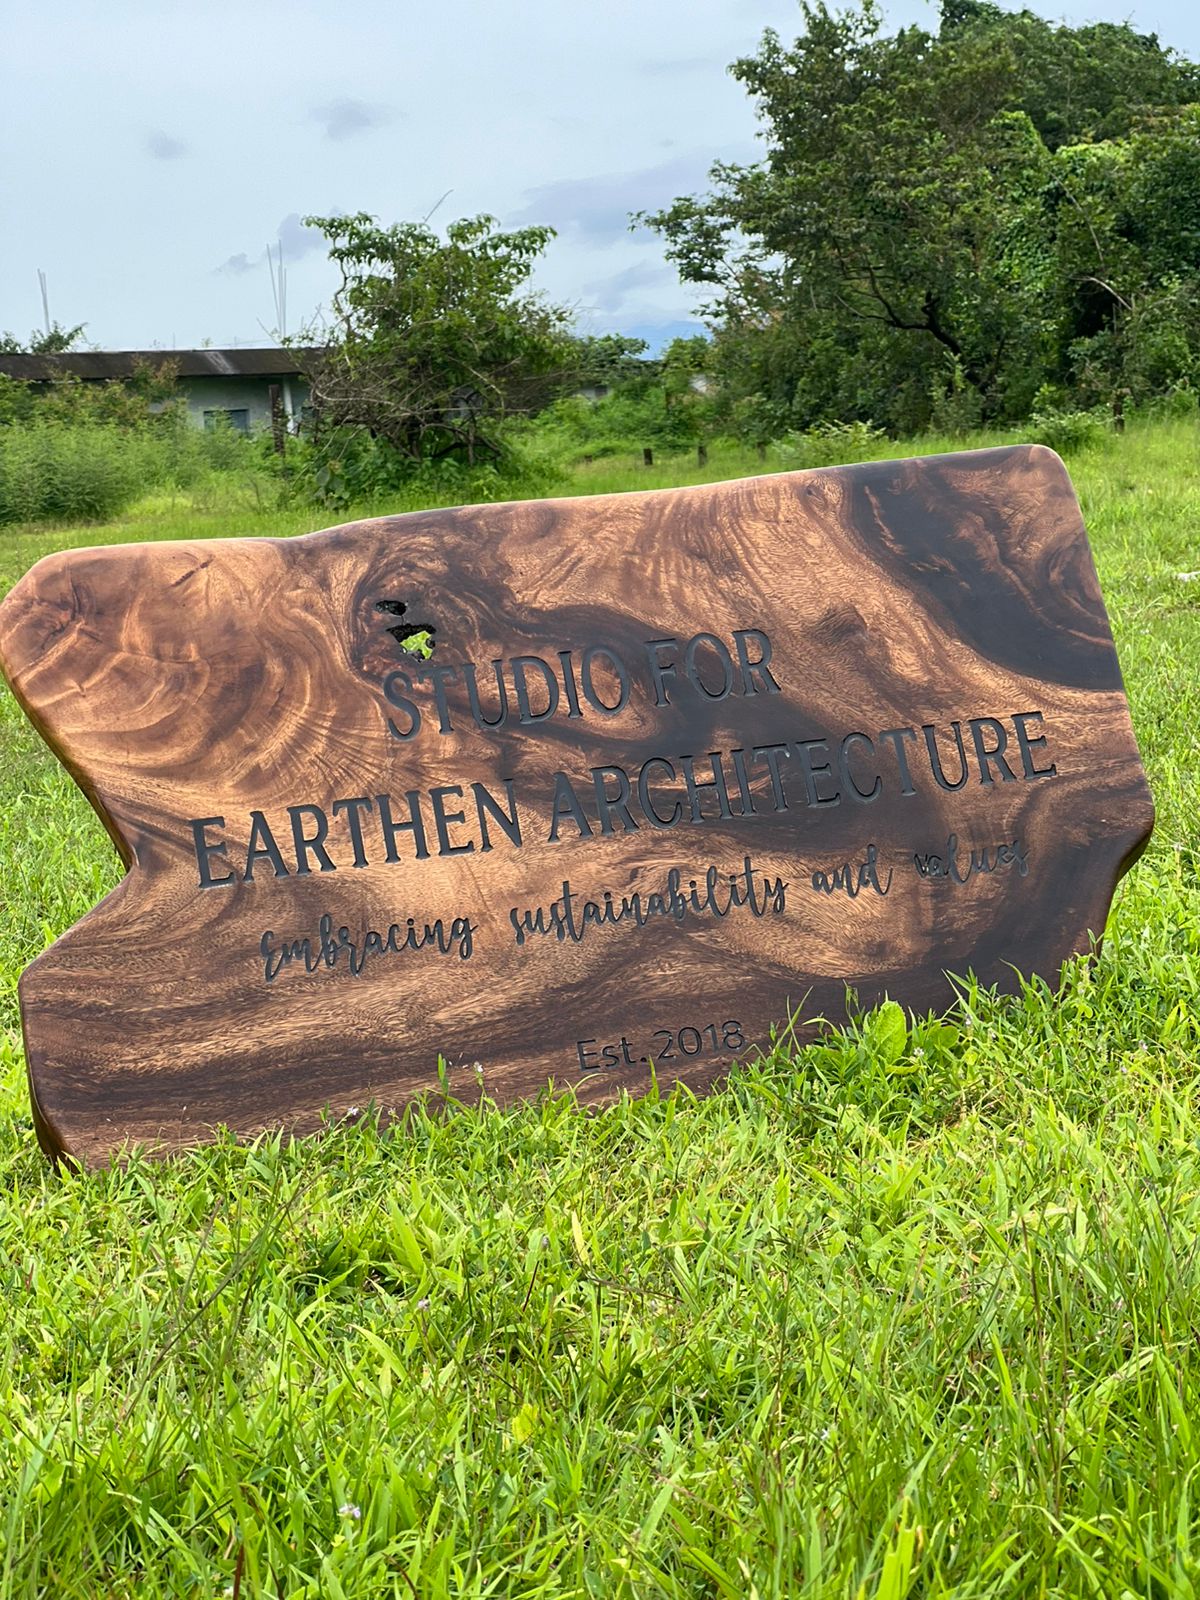 STUDIO FOR
EARTHEN ARCHITECTURE
Embracing sustainability and values
Est. 2018